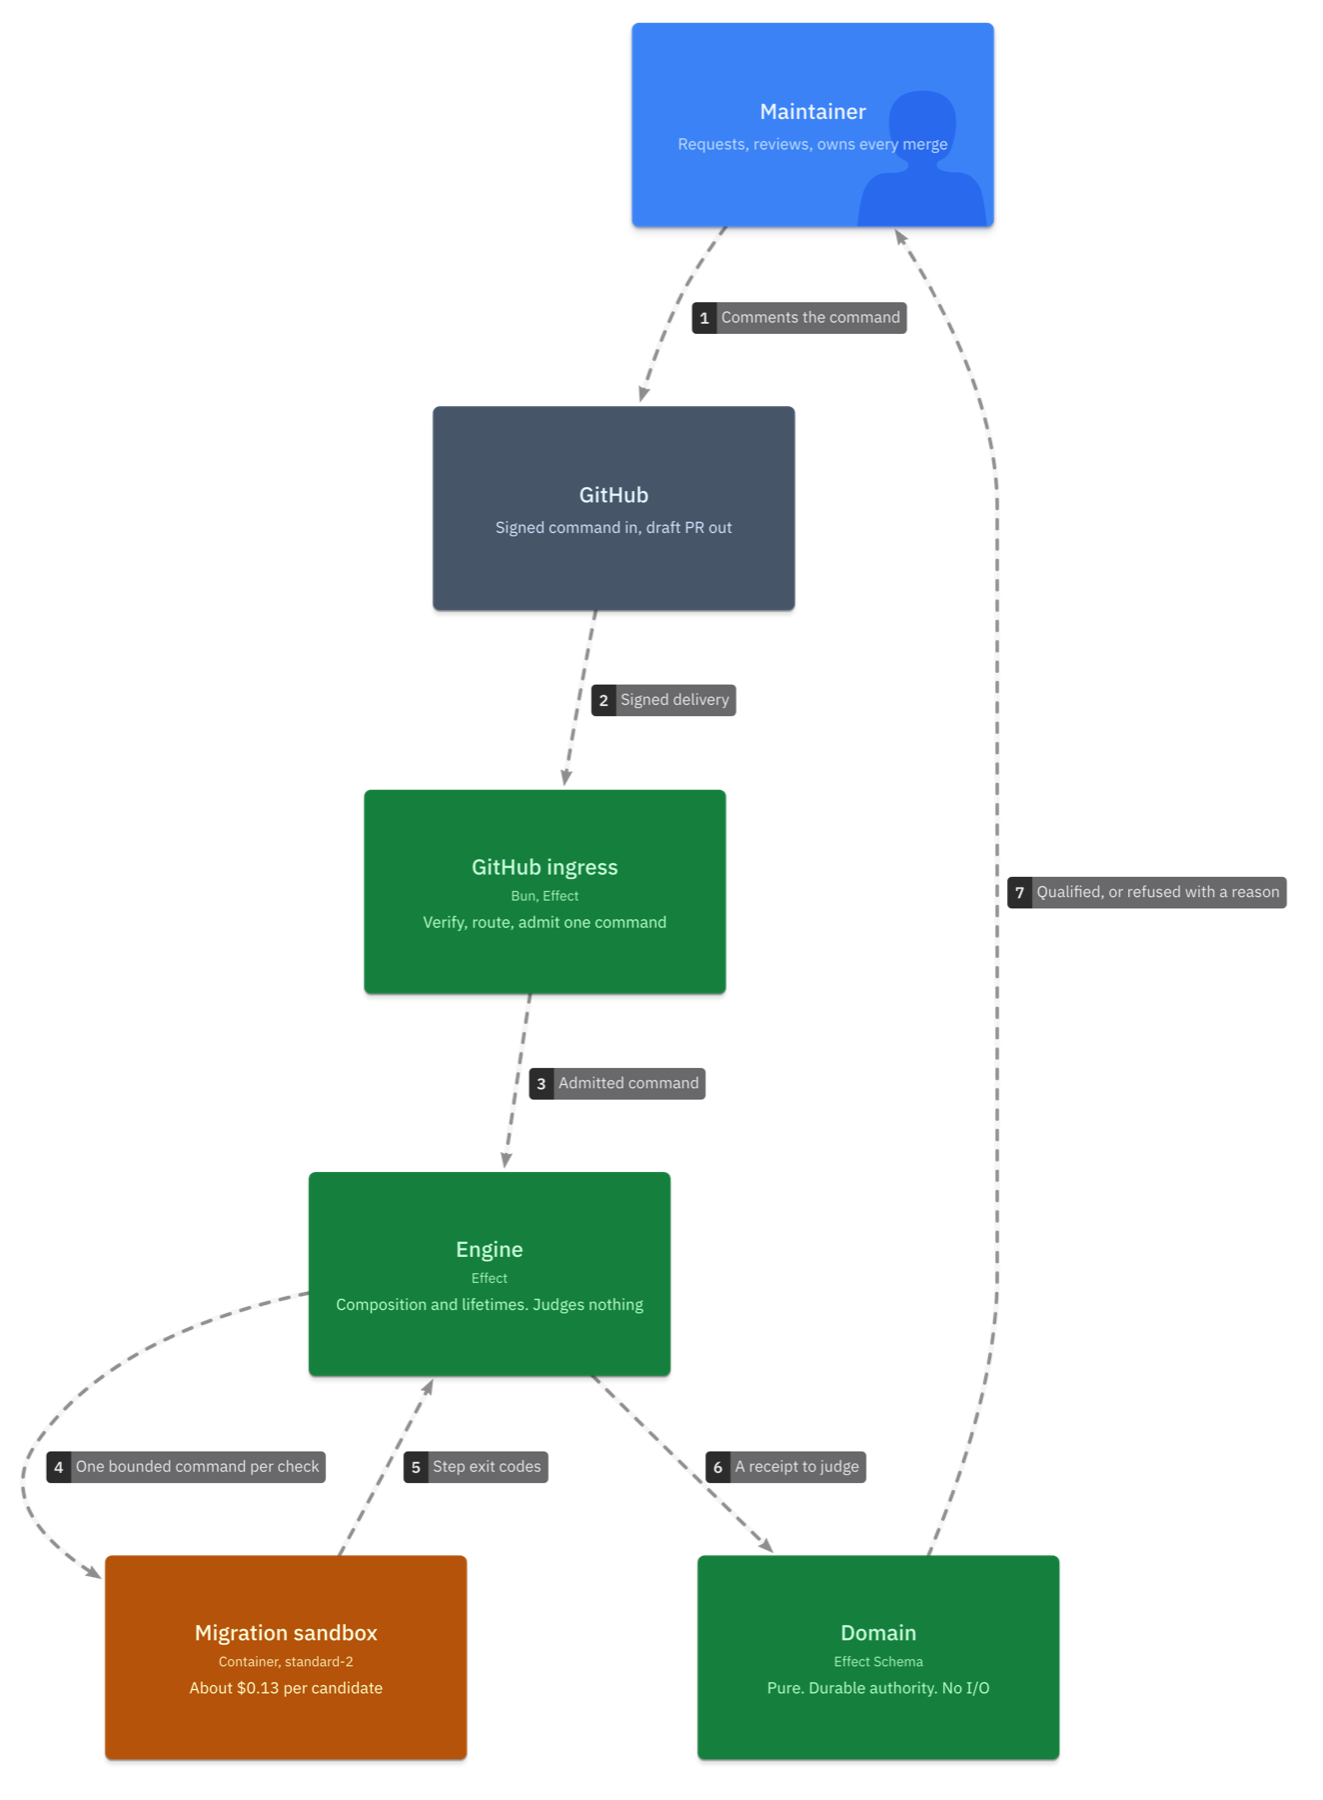 Maintainer
Requests, reviews, owns every merge
1 Comments the command
GitHub
Signed command in, draft PR out
2 Signed delivery
GitHub ingress
Bun, Effect
Verify, route, admit one command
7 Qualified, or refused with a reason
3 Admitted command
Engine
Effect
Composition and lifetimes. Judges nothing
4 One bounded command per check
5 Step exit codes
6 A receipt to judge
Migration sandbox
Container, standard-2
About $0.13 per candidate
Domain
Effect Schema
Pure. Durable authority. No I/O